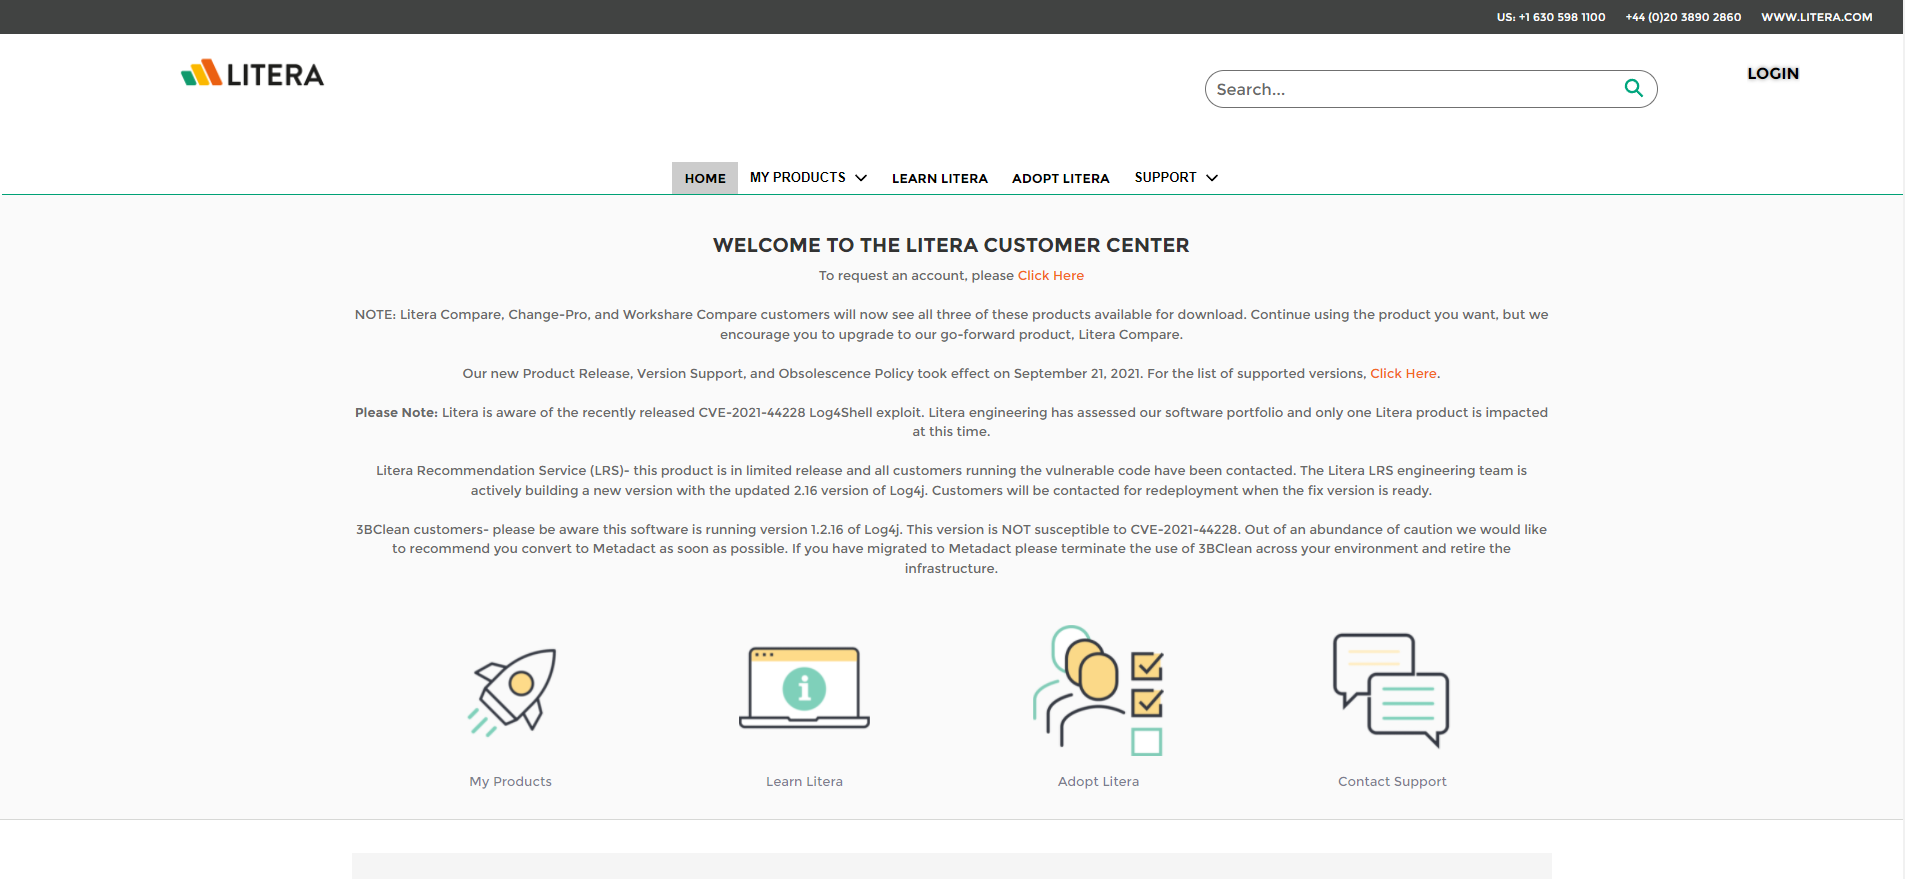 US: +1 630 598 1100 +44 (0)20 3890 2860 WWW.LITERA.COM
LITERA
Search...
LOGIN
HOME MY PRODUCTS LEARN LITERA ADOPT LITERA SUPPORT
WELCOME TO THE LITERA CUSTOMER CENTER
To request an account, please Click Here
NOTE: Litera Compare, Change-Pro, and Workshare Compare customers will now see all three of these products available for download. Continue using the product you want, but we
encourage you to upgrade to our go-forward product, Litera Compare.
Our new Product Release, Version Support, and Obsolescence Policy took effect on September 21, 2021. For the list of supported versions, Click Here.
Please Note: Litera is aware of the recently released CVE-2021-44228 Log4Shell exploit. Litera engineering has assessed our software portfolio and only one Litera product is impacted
at this time.
Litera Recommendation Service (LRS)- this product is in limited release and all customers running the vulnerable code have been contacted. The Litera LRS engineering team is
actively building a new version with the updated 2.16 version of Log4j. Customers will be contacted for redeployment when the fix version is ready.
3BClean customers- please be aware this software is running version 1.2.16 of Log4j. This version is NOT susceptible to CVE-2021-44228. Out of an abundance of caution we would like
to recommend you convert to Metadact as soon as possible. If you have migrated to Metadact please terminate the use of 3BClean across your environment and retire the
infrastructure.
My Products Learn Litera Adopt Litera Contact Support